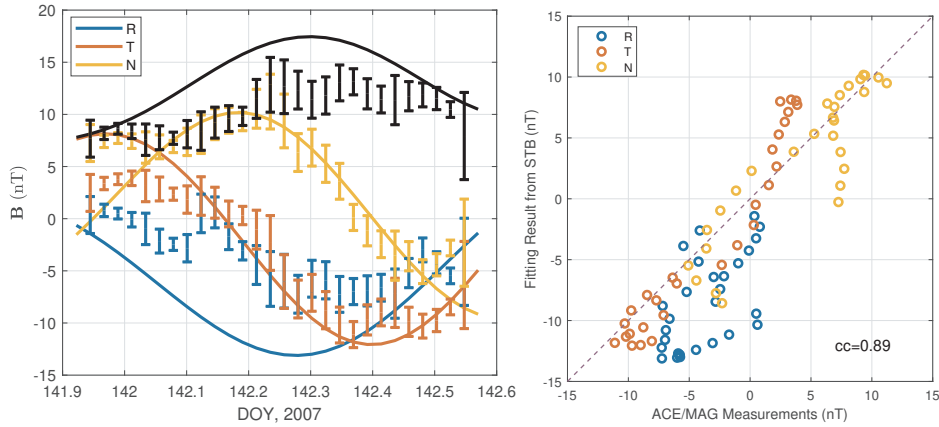 20
15
10
5
0
-5
-10
-15
B (nT)
R
T
N
141.9
142
142.1
142.2
142.3
142.4
142.5
142.6
DOY, 2007
15
10
5
0
-5
-10
-15
Fitting Result from STB (nT)
R
T
N
cc=0.89
-15
-10
-5
0
5
10
15
ACE/MAG Measurements (nT)